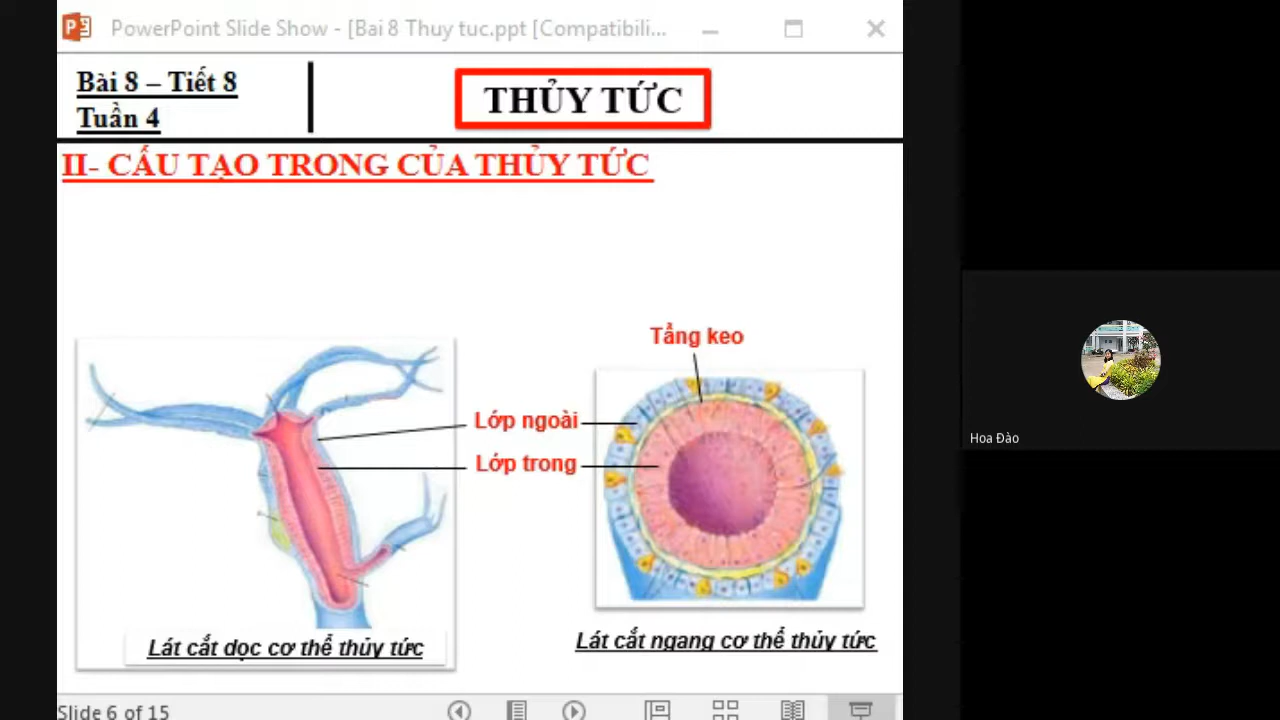 PowerPoint Slide Show - [Bai 8 Thuy tuc.ppt [Compatibili...
Bài 8 – Tiết 8
Tuần 4
THỦY TỨC
II- CẤU TẠO TRONG CỦA THỦY TỨC
Tầng keo
Lớp ngoài
Lớp trong
Hoa Đào
Lát cắt dọc cơ thể thủy tức
Lát cắt ngang cơ thể thủy tức
Slide 6 of 15